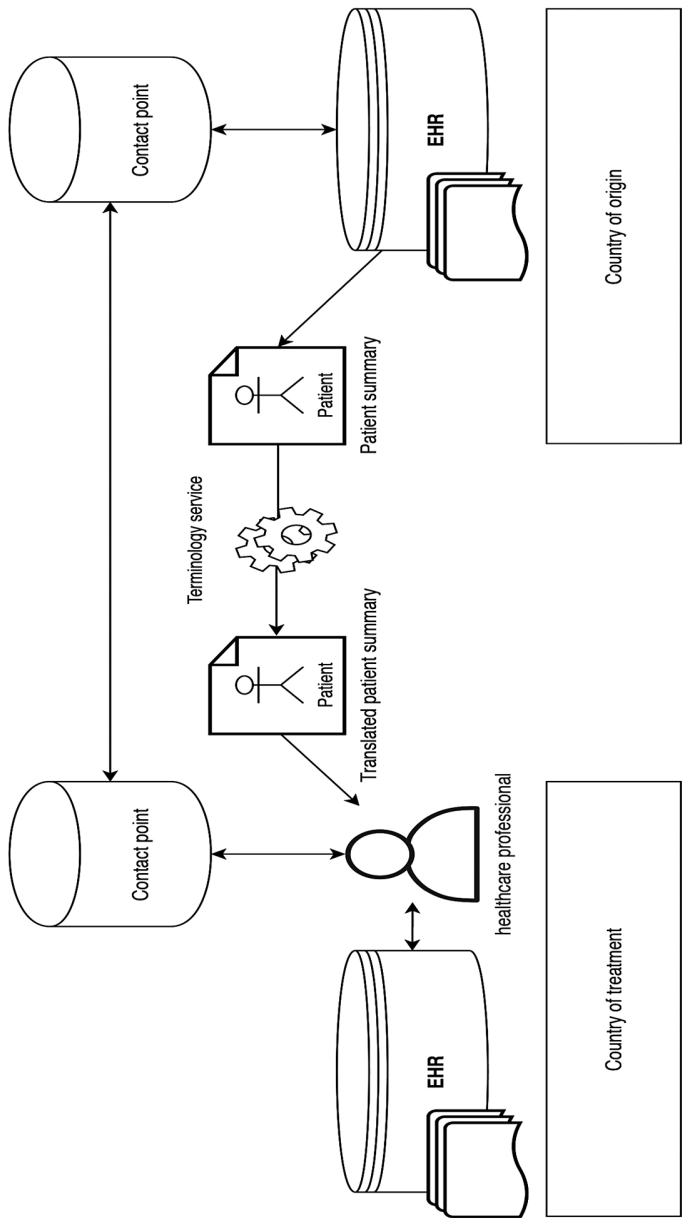 Contact point
Contact point
Terminology service
Patient
Patient
Translated patient summary
Patient summary
EHR
EHR
healthcare professional
Country of treatment
Country of origin